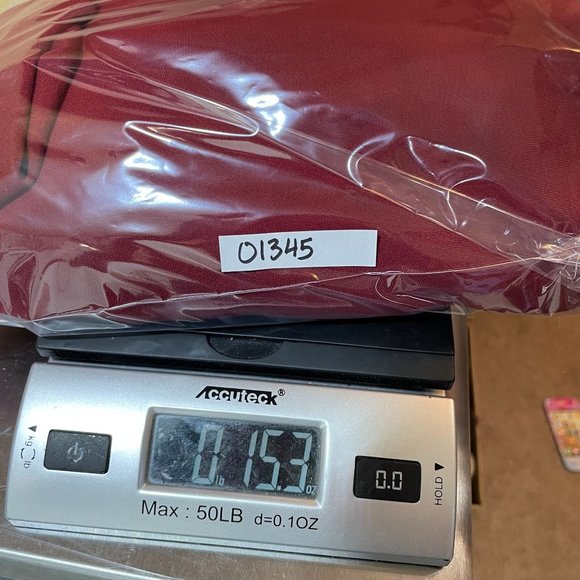 01345
Accuteck®
kg lb
0 lb 15.3 oz
0.0
HOLD
Max : 50LB d=0.1OZ